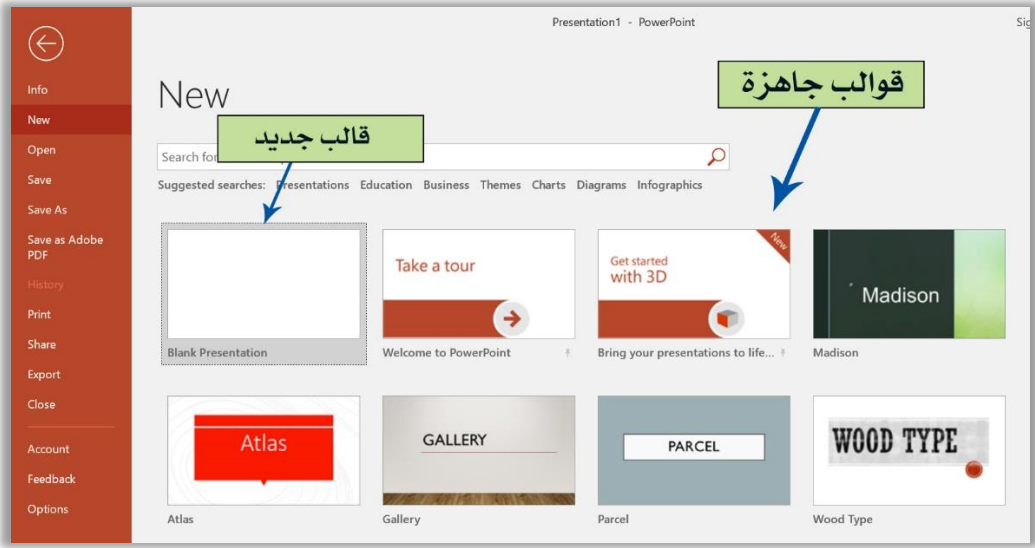 Presentation1 - PowerPoint
Info
New
Open
Save
Save As
Save as Adobe
PDF
History
Print
Share
Export
Close
Account
Feedback
Options
New
قوالب جاهزة
قالب جديد
Search for
Suggested searches: Presentations Education Business Themes Charts Diagrams Infographics
Take a tour
Get started
with 3D
New
Madison
Blank Presentation
Welcome to PowerPoint
Bring your presentations to life...
Madison
Atlas
GALLERY
PARCEL
WOOD TYPE
Atlas
Gallery
Parcel
Wood Type